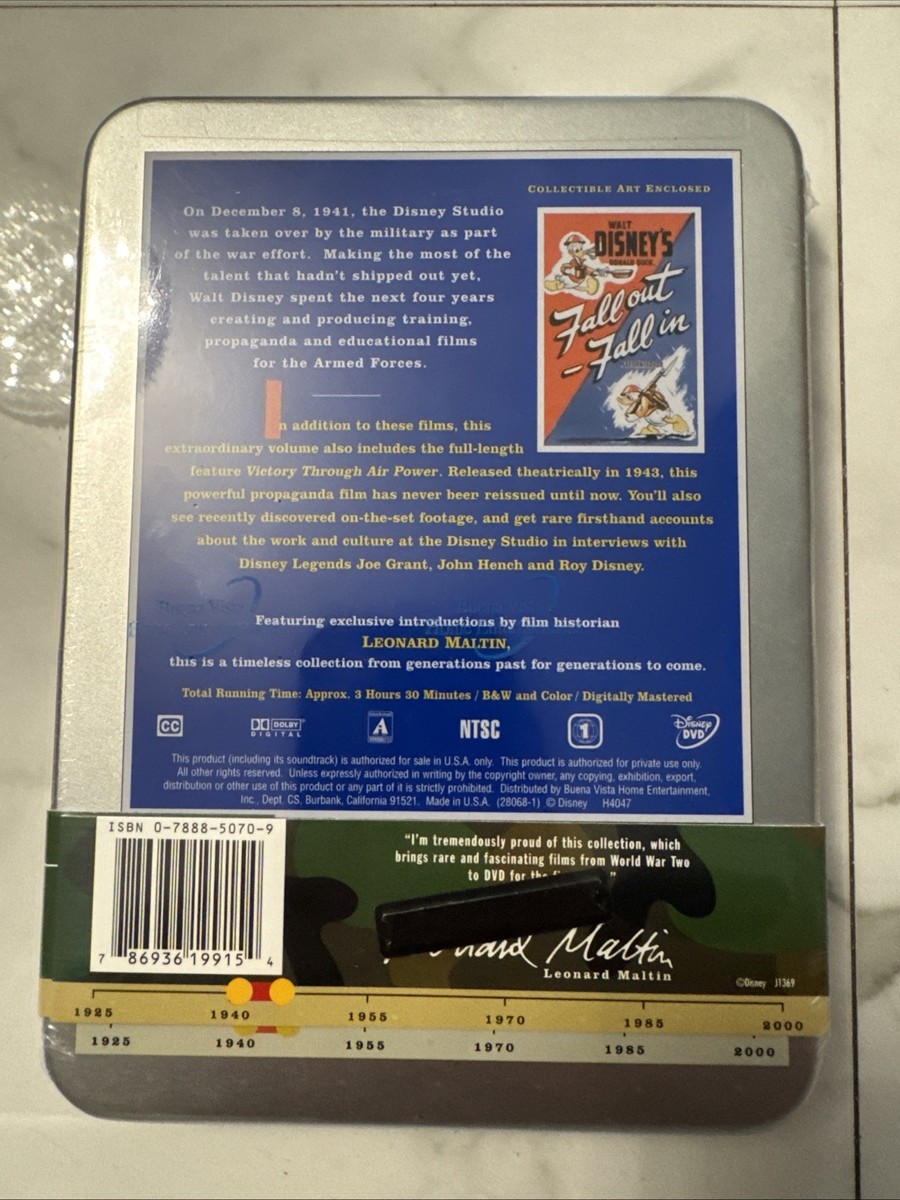 COLLECTIBLE ART ENCLOSED
On December 8, 1941, the Disney Studio
was taken over by the military as part
of the war effort. Making the most of the
talent that hadn't shipped out yet,
Walt Disney spent the next four years
creating and producing training,
propaganda and educational films
for the Armed Forces.
WALT
DISNEY'S
DONALD DUCK
Fall out
- Fall in
In addition to these films, this
extraordinary volume also includes the full-length
feature Victory Through Air Power. Released theatrically in 1943, this
powerful propaganda film has never been reissued until now. You'll also
see recently discovered on-the-set footage, and get rare firsthand accounts
about the work and culture at the Disney Studio in interviews with
Disney Legends Joe Grant, John Hench and Roy Disney.
Buena Vista
Featuring exclusive introductions by film historian
LEONARD MALTIN,
this is a timeless collection from generations past for generations to come.
Total Running Time: Approx. 3 Hours 30 Minutes / B&W and Color / Digitally Mastered
CC
DOLBY
DIGITAL
A
NTSC
1
DISNEY
DVD
This product (including its soundtrack) is authorized for sale in U.S.A. only. This product is authorized for private use only.
All other rights reserved. Unless expressly authorized in writing by the copyright owner, any copying, exhibition, export,
distribution or other use of this product or any part of it is strictly prohibited. Distributed by Buena Vista Home Entertainment,
Inc., Dept. CS, Burbank, California 91521. Made in U.S.A. (28068-1) © Disney H4047
ISBN 0-7888-5070-9
7 86936 19915 4
"I'm tremendously proud of this collection, which
brings rare and fascinating films from World War Two
to DVD for the "
Maltin
Leonard Maltin
©Disney J1369
1925 1940 1955 1970 1985 2000
1925 1940 1955 1970 1985 2000